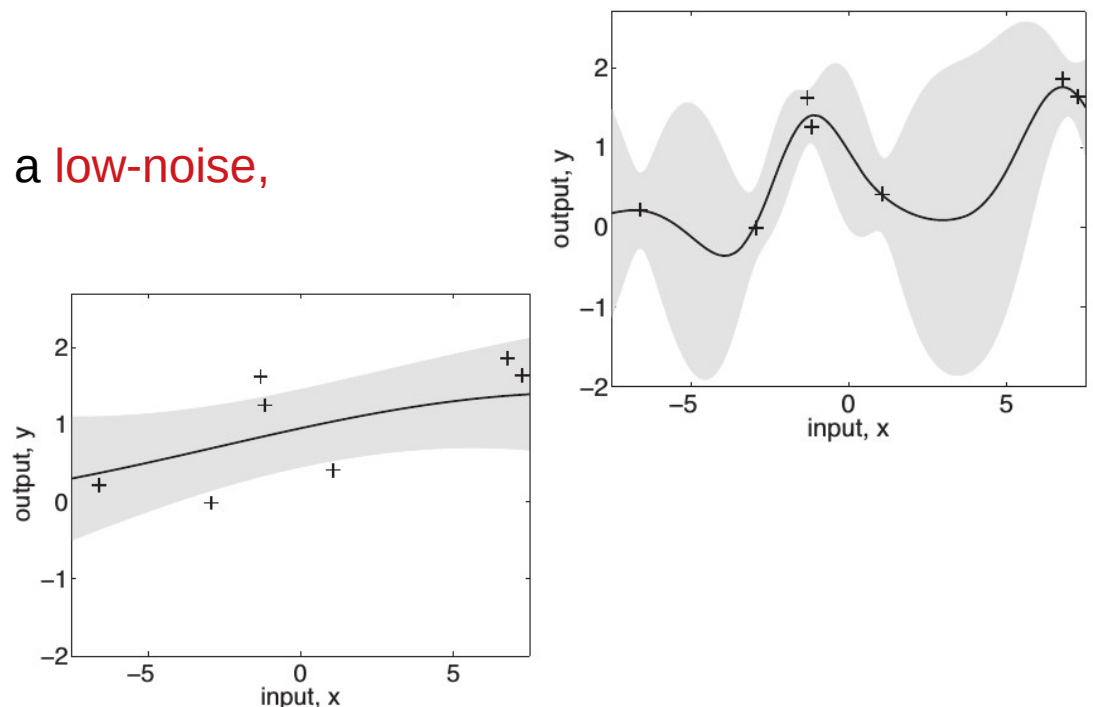 a low-noise,
2
1
0
−1
−2
−5 0 5
input, x
output, y
2
1
0
−1
−2
−5 0 5
input, x
output, y